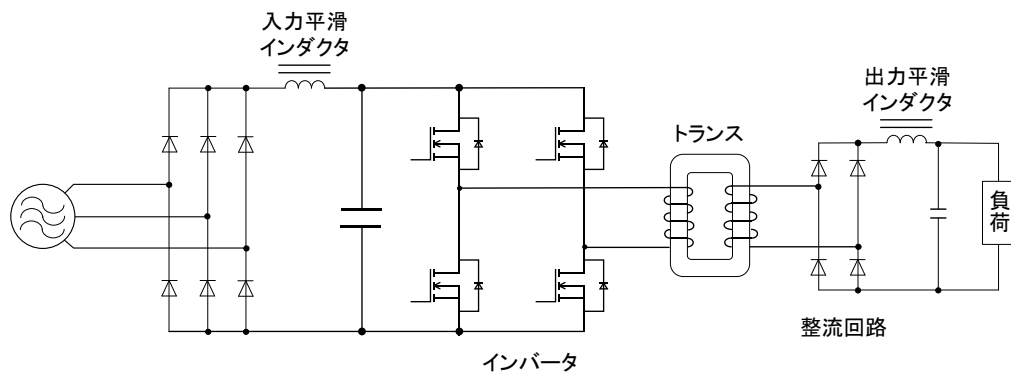 入力平滑
インダクタ
出力平滑
インダクタ
トランス
負荷
整流回路
インバータ